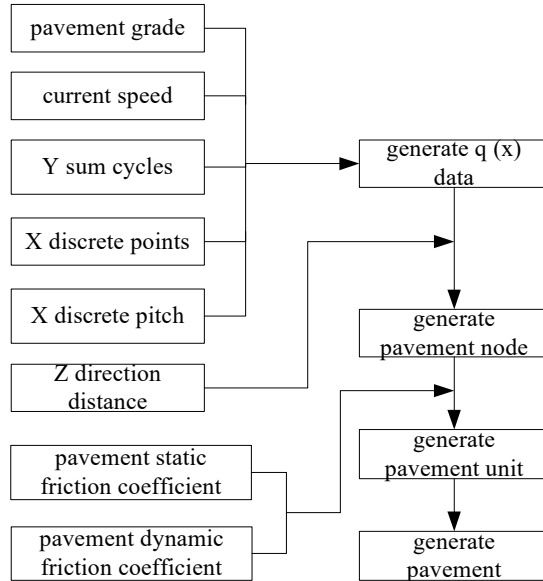 pavement grade
current speed
Y sum cycles
X discrete points
X discrete pitch
Z direction
distance
pavement static
friction coefficient
pavement dynamic
friction coefficient
generate q (x)
data
generate
pavement node
generate
pavement unit
generate
pavement